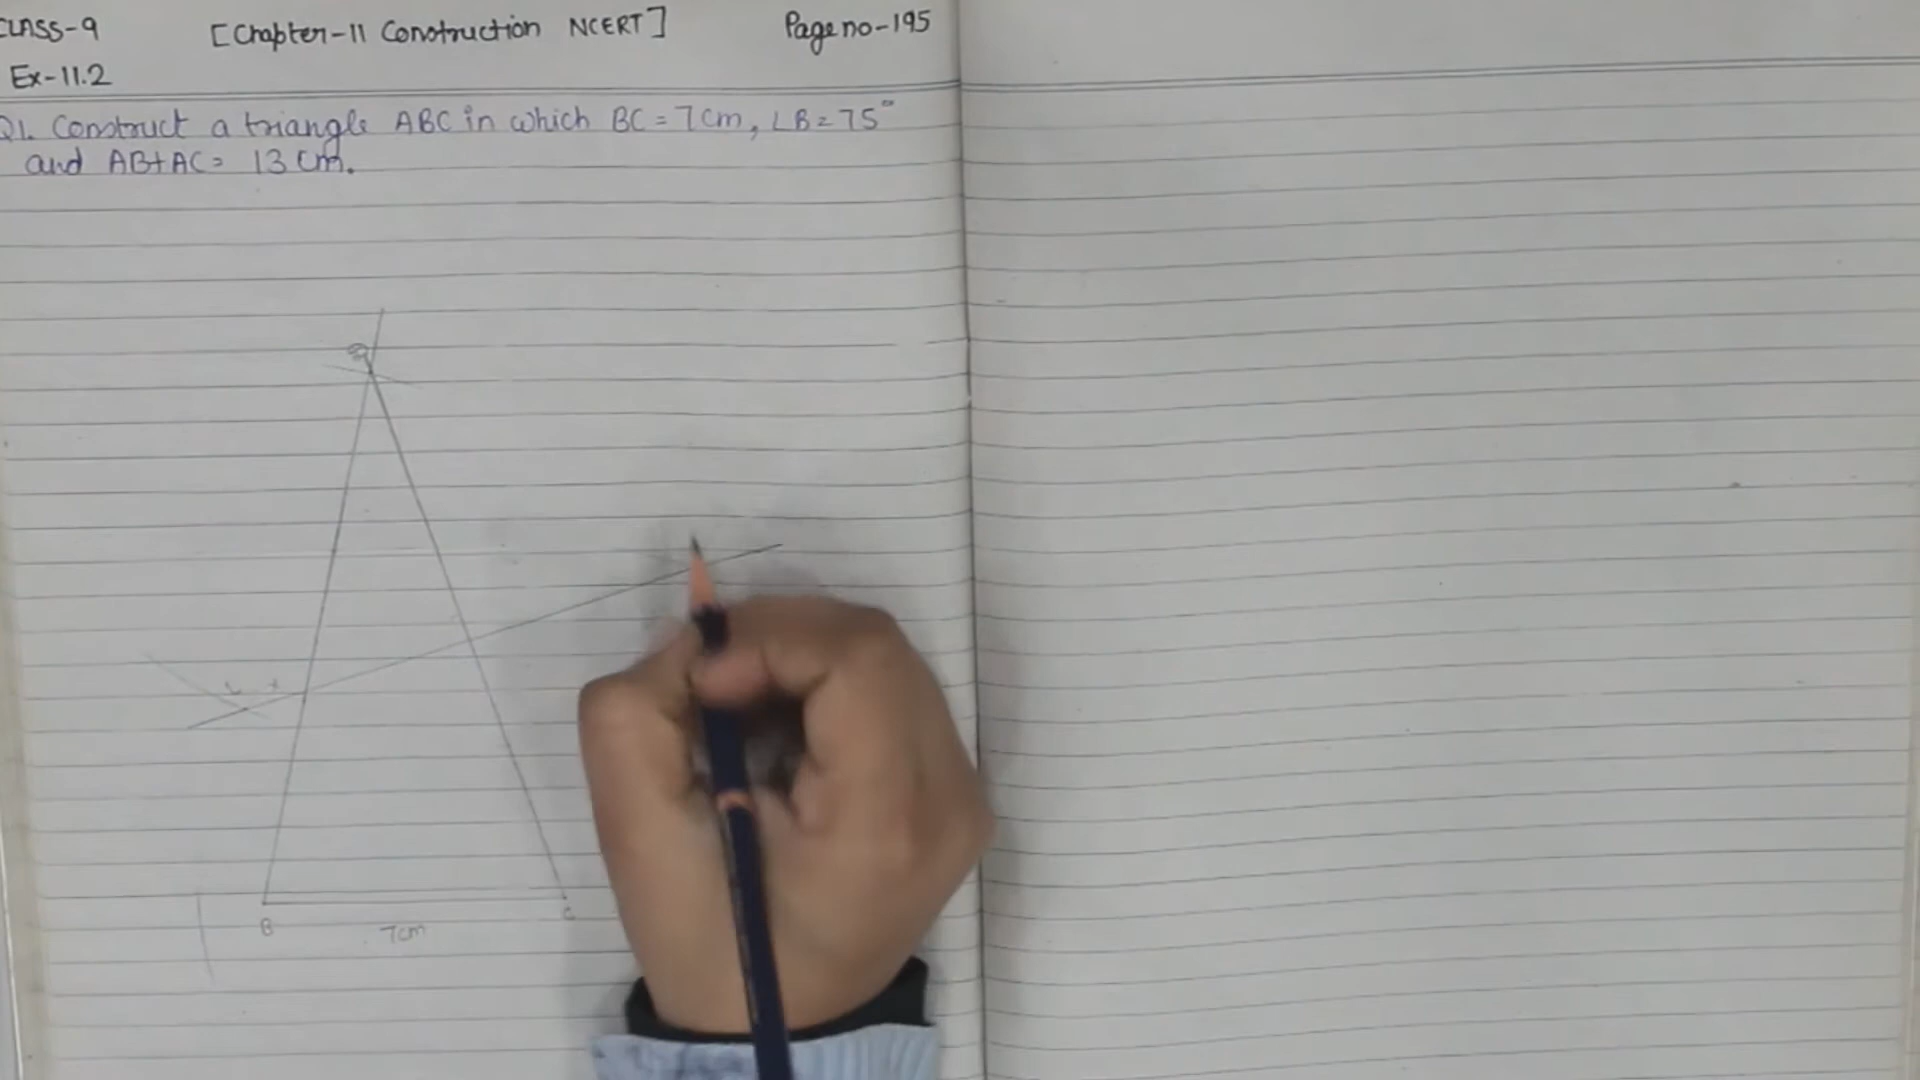 CLASS-9 [Chapter-11 Construction NCERT] Page no-195
Ex-11.2
Q1. Construct a triangle ABC in which BC = 7cm, ∠B = 75°
and AB+AC = 13 cm.
B 7cm C